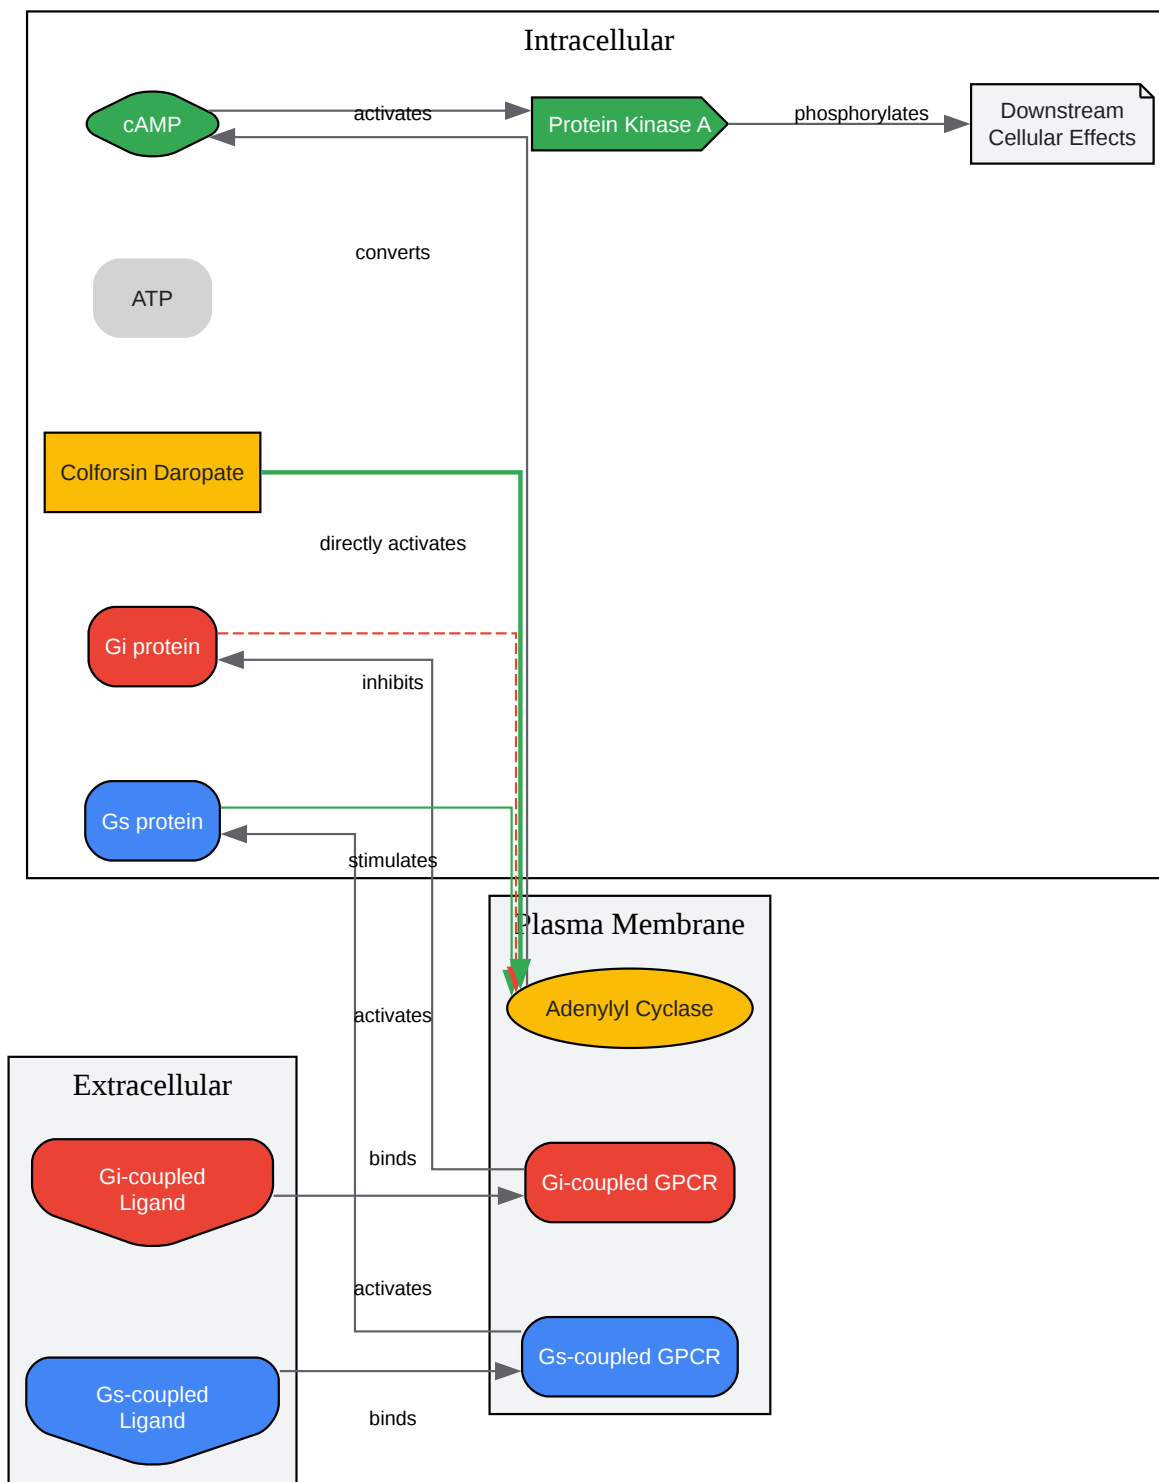 Intracellular
cAMP
activates
Protein Kinase A
phosphorylates
Downstream
Cellular Effects
converts
ATP
Colforsin Daropate
directly activates
Gi protein
inhibits
Gs protein
stimulates
Plasma Membrane
Adenylyl Cyclase
activates
Extracellular
Gi-coupled
Ligand
binds
Gi-coupled GPCR
activates
Gs-coupled GPCR
Gs-coupled
Ligand
binds